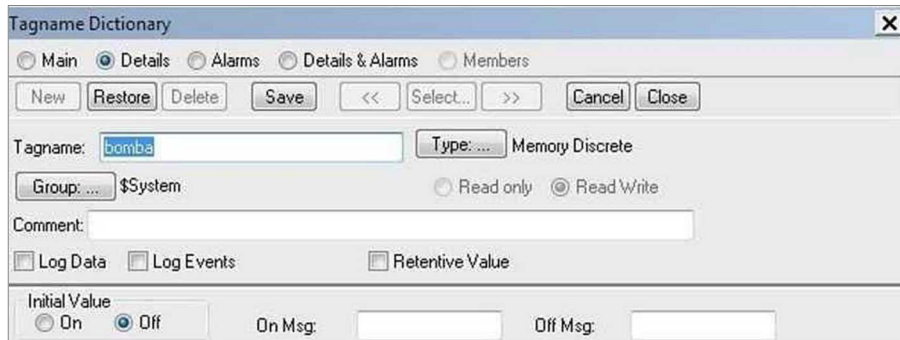 Tagname Dictionary
Main Details Alarms Details & Alarms Members
New Restore Delete Save << Select... >> Cancel Close
Tagname: bomba Type: ... Memory Discrete
Group: ... $System Read only Read Write
Comment:
Log Data Log Events Retentive Value
Initial Value
On Off On Msg: Off Msg: